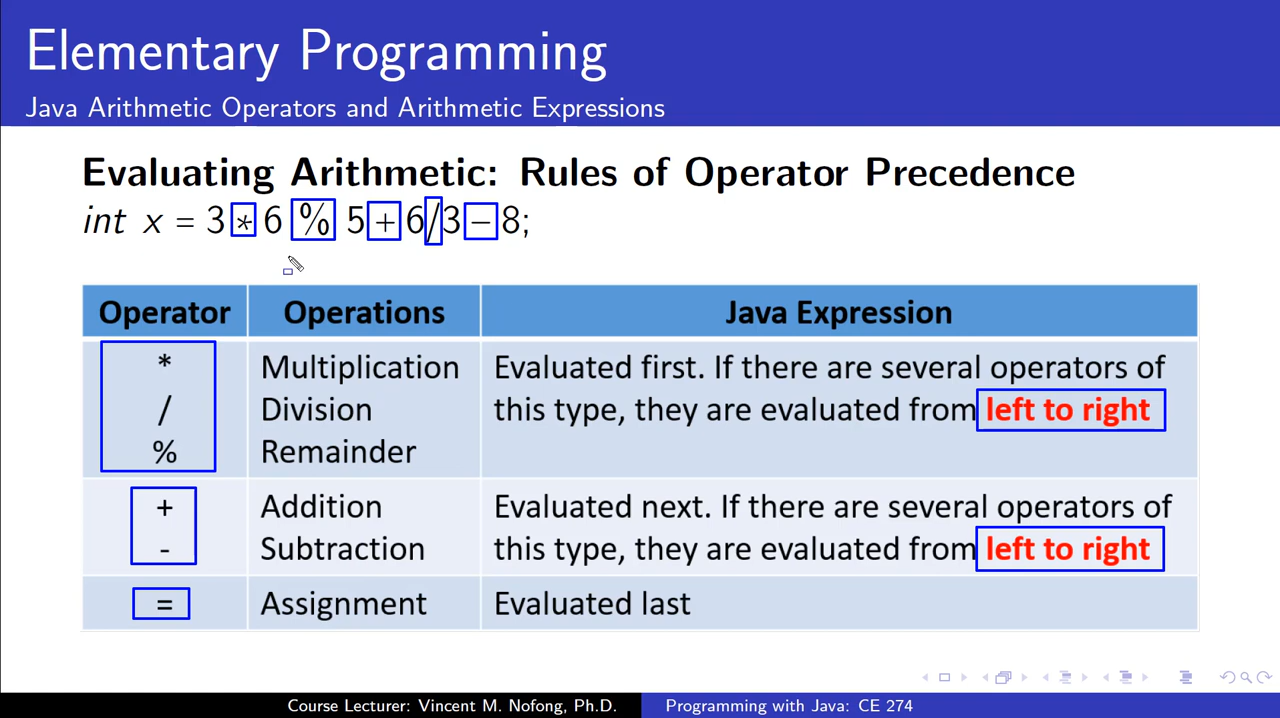 Elementary Programming
Java Arithmetic Operators and Arithmetic Expressions
Evaluating Arithmetic: Rules of Operator Precedence
int x = 3 * 6 % 5 + 6/3 − 8;
Operator Operations Java Expression
* Multiplication Evaluated first. If there are several operators of
/ Division this type, they are evaluated from left to right
% Remainder
+ Addition Evaluated next. If there are several operators of
- Subtraction this type, they are evaluated from left to right
= Assignment Evaluated last
Course Lecturer: Vincent M. Nofong, Ph.D. Programming with Java: CE 274